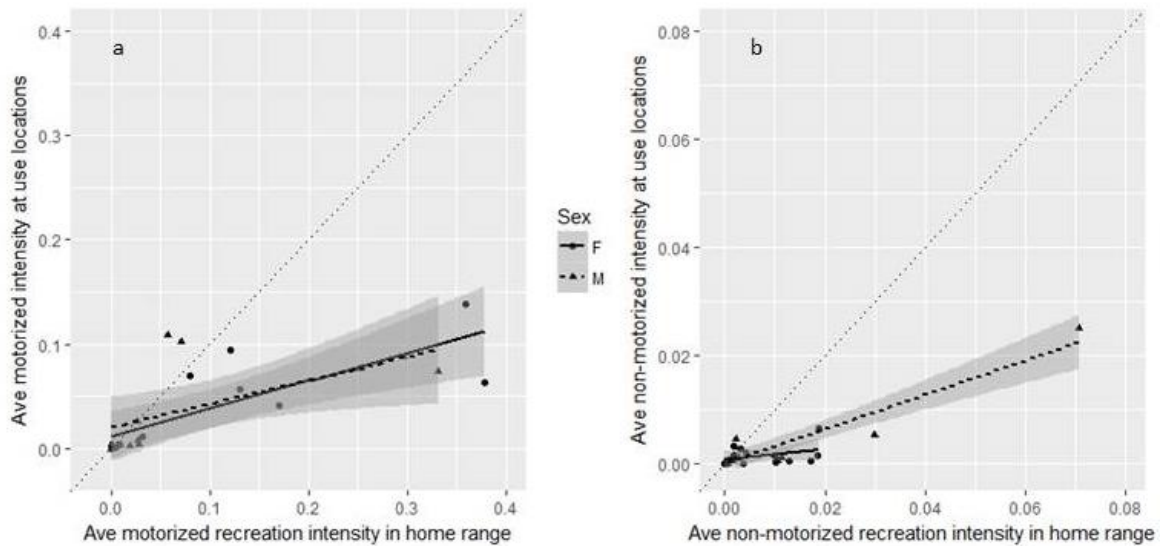 a
0.4
0.3
0.2
0.1
0.0
Ave motorized intensity at use locations
0.0 0.1 0.2 0.3 0.4
Ave motorized recreation intensity in home range
Sex
F
M
b
0.08
0.06
0.04
0.02
0.00
Ave non-motorized intensity at use locations
0.00 0.02 0.04 0.06 0.08
Ave non-motorized recreation intensity in home range